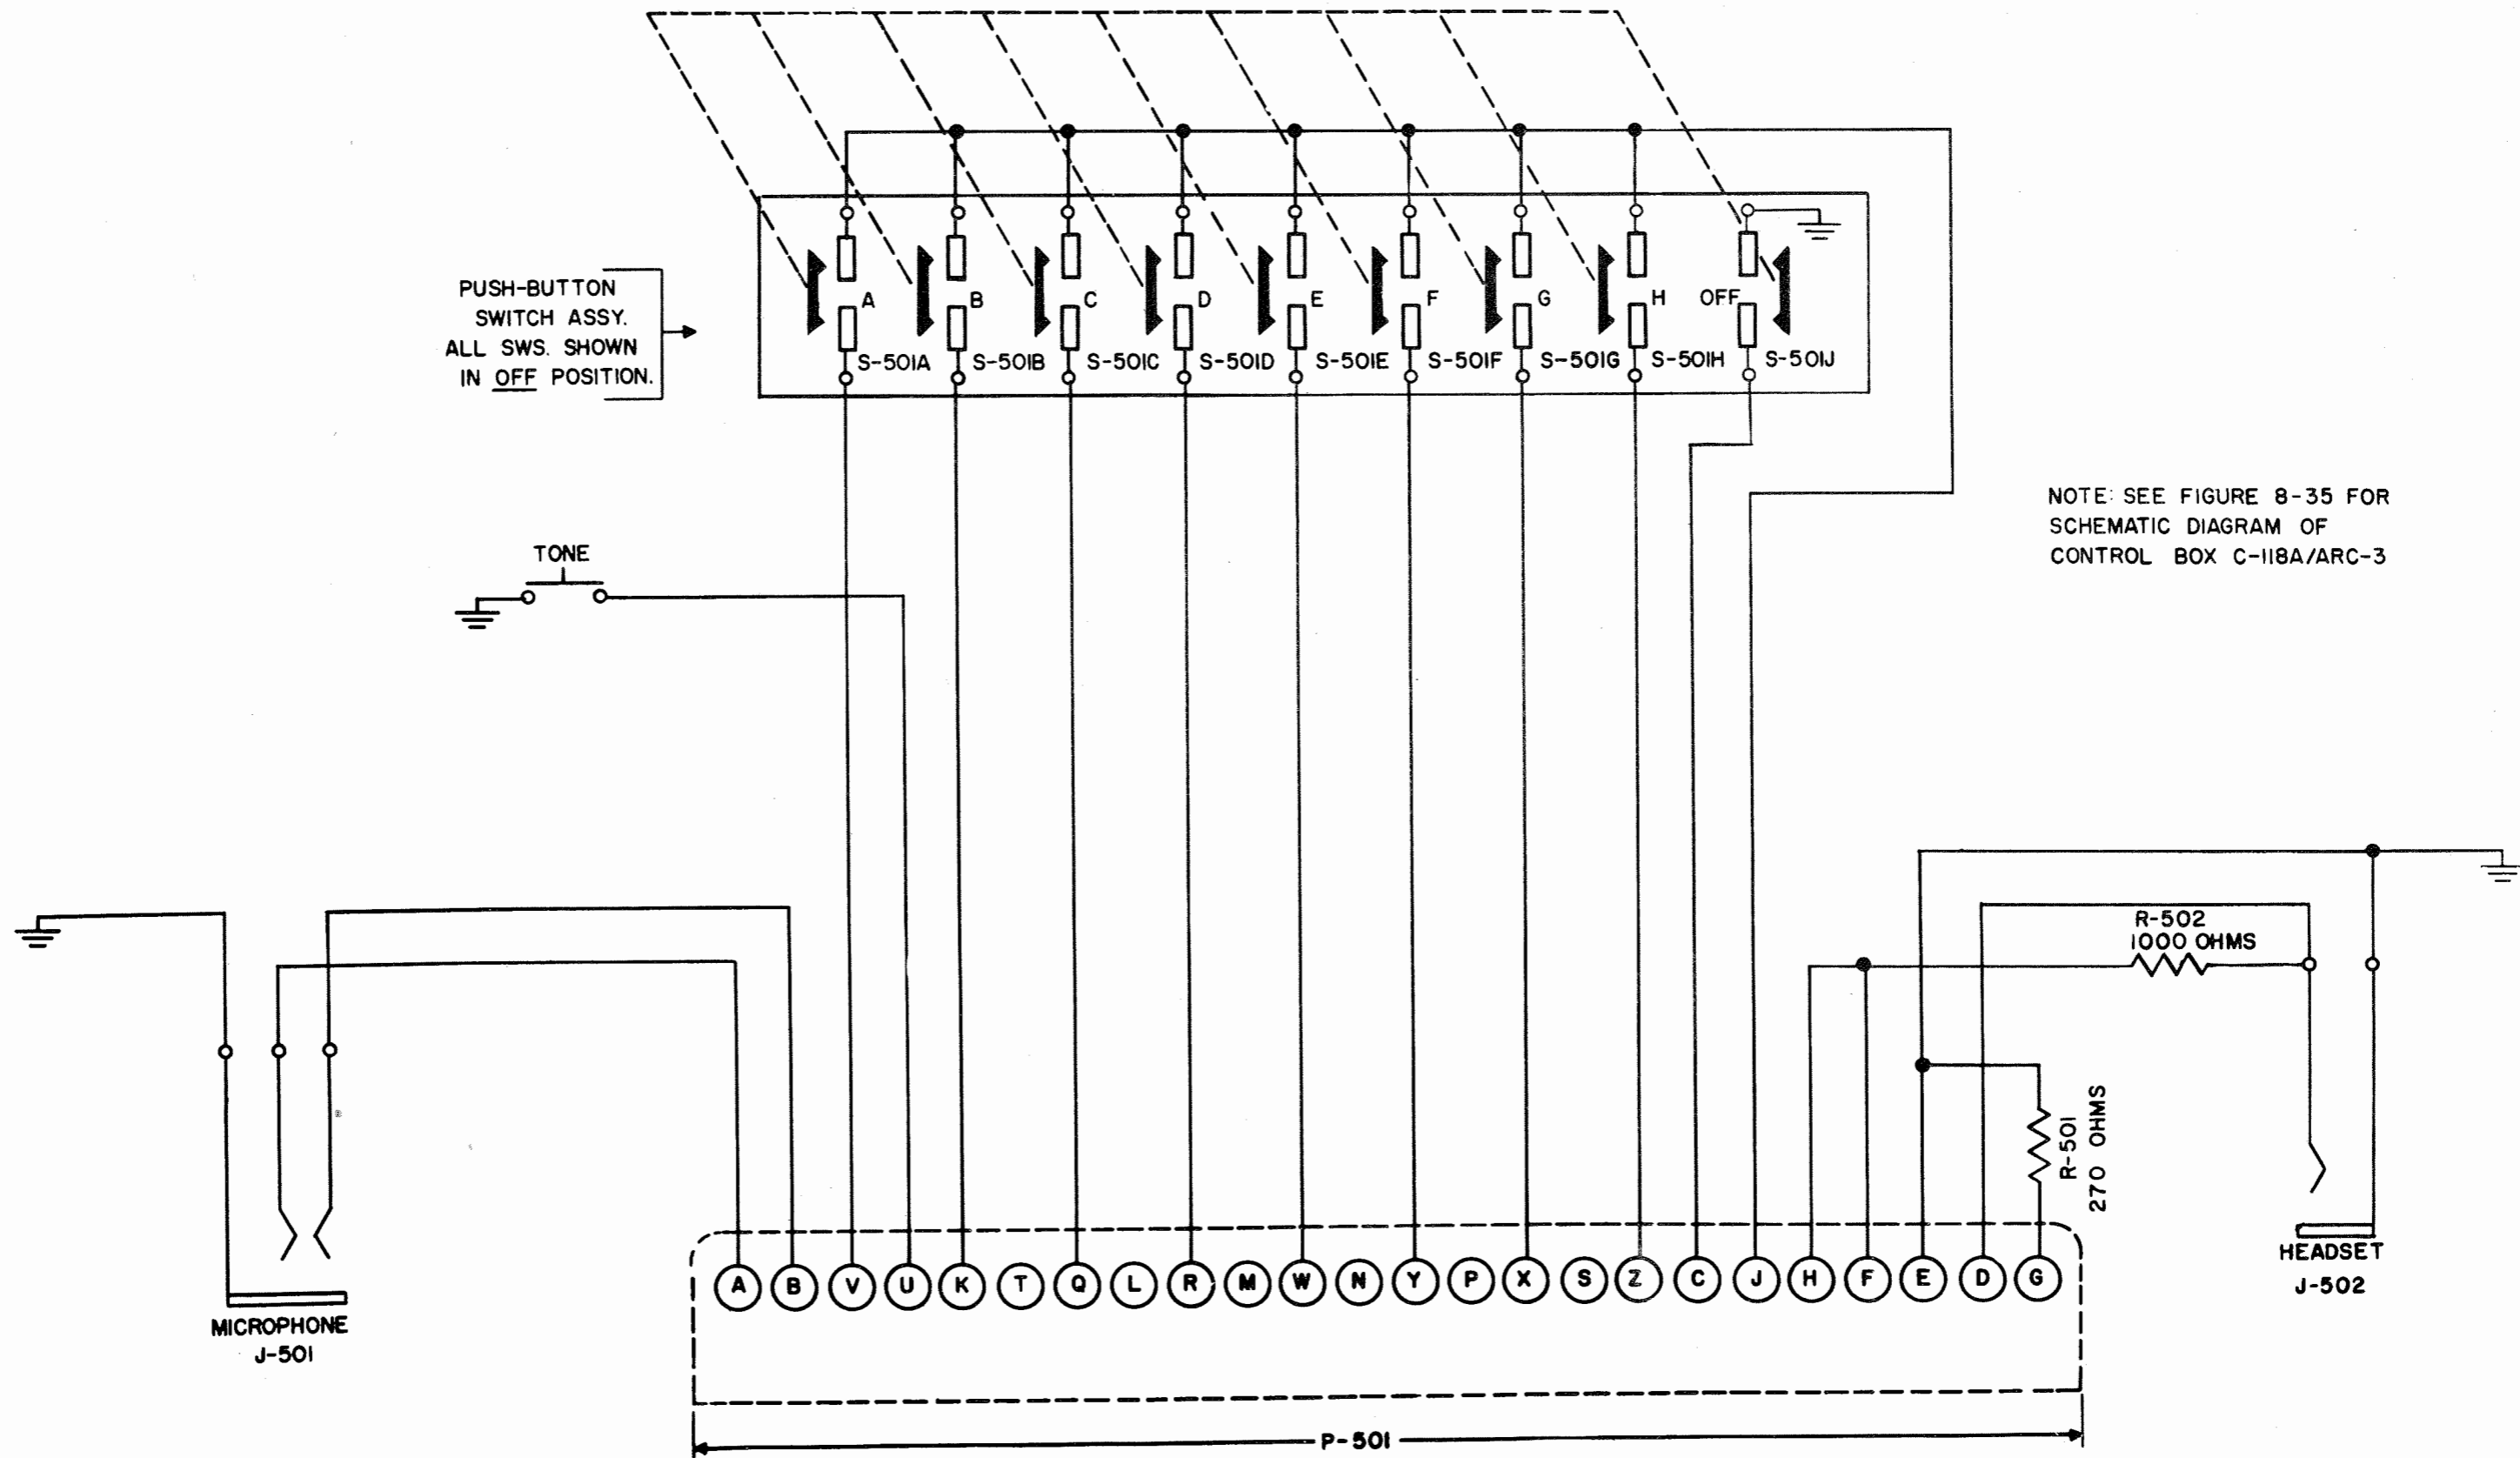 PUSH-BUTTON
SWITCH ASSY.
ALL SWS. SHOWN
IN OFF POSITION.
A
B
C
D
E
F
G
H
OFF
S-501A
S-501B
S-501C
S-501D
S-501E
S-501F
S-501G
S-501H
S-501J
NOTE: SEE FIGURE 8-35 FOR
SCHEMATIC DIAGRAM OF
CONTROL BOX C-118A/ARC-3
TONE
R-502
1000 OHMS
R-501
270 OHMS
MICROPHONE
J-501
HEADSET
J-502
A B V U K T Q L R M W N Y P X S Z C J H F E D G
P-501